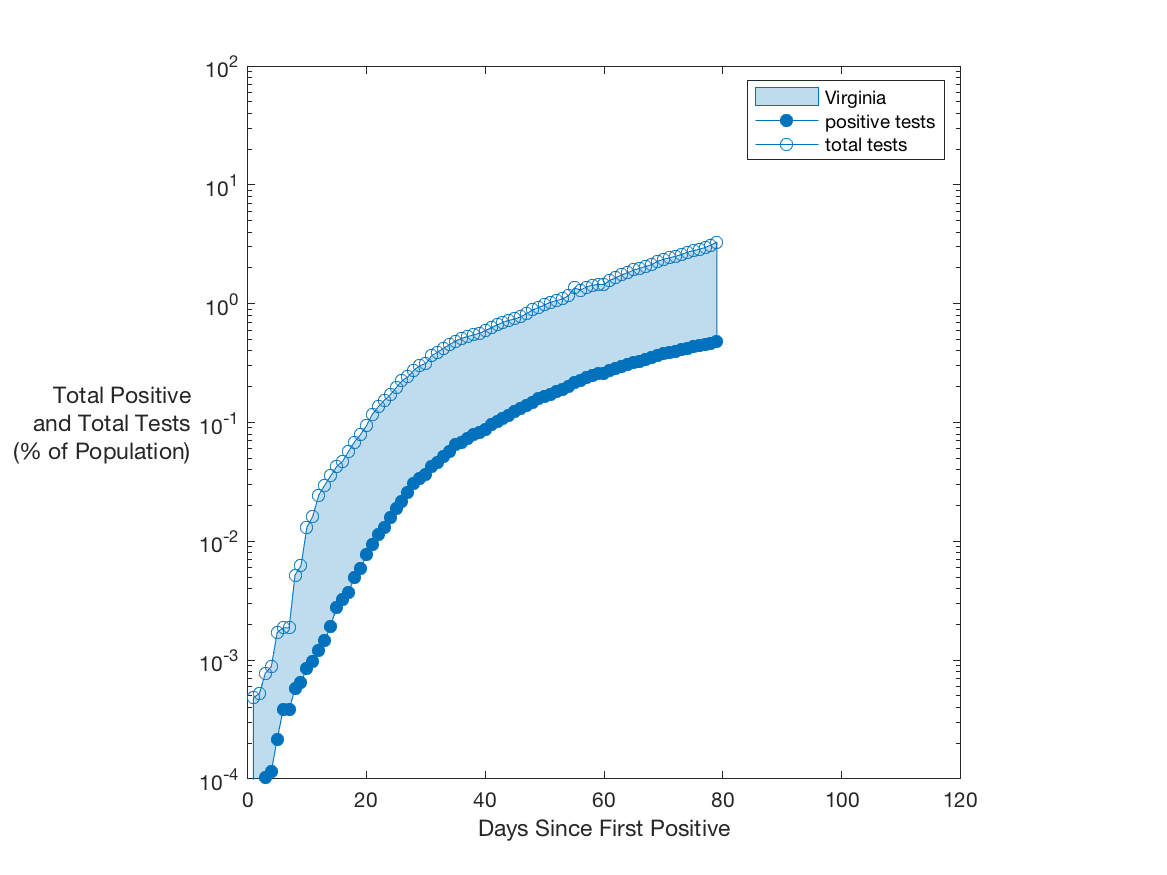 10^2
10^1
10^0
10^-1
10^-2
10^-3
10^-4
Total Positive
and Total Tests
(% of Population)
Virginia
positive tests
total tests
0 20 40 60 80 100 120
Days Since First Positive